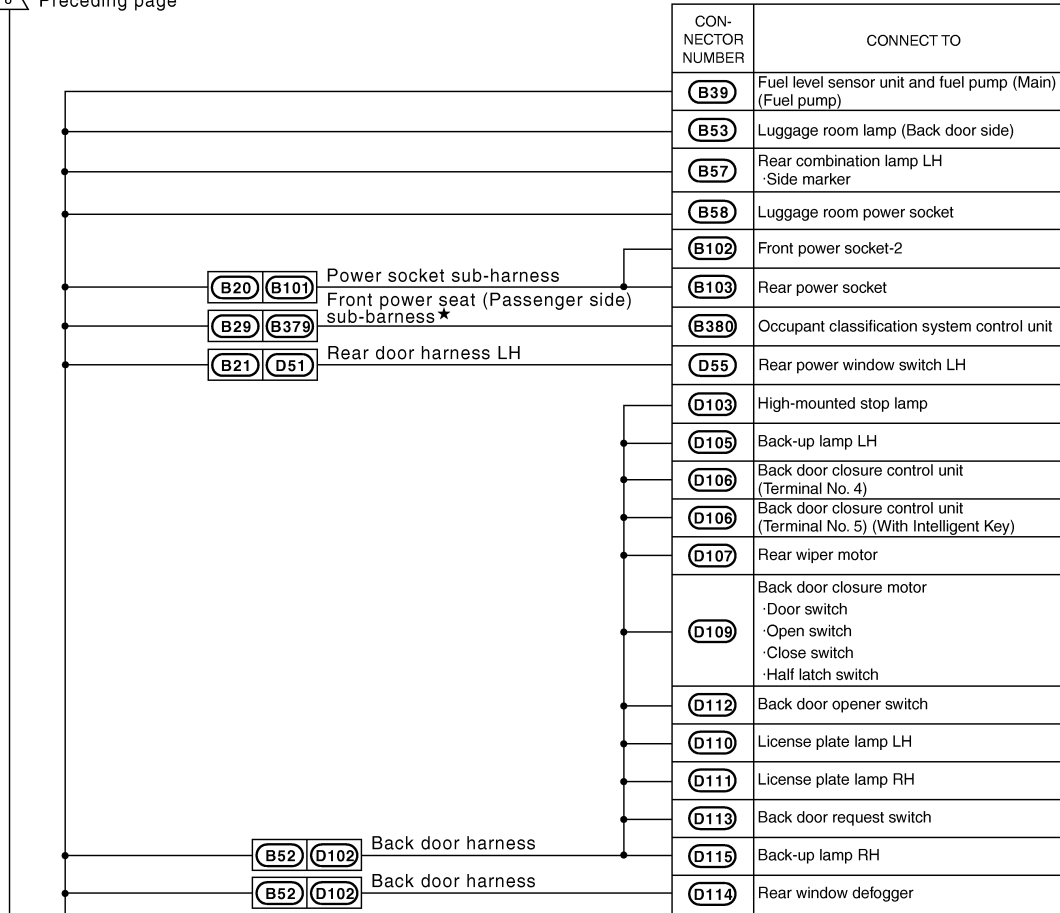 Preceding page
CON-
NECTOR
NUMBER
CONNECT TO
B39
Fuel level sensor unit and fuel pump (Main)
(Fuel pump)
B53
Luggage room lamp (Back door side)
B57
Rear combination lamp LH
·Side marker
B58
Luggage room power socket
B102
Front power socket-2
B20 B101
Power socket sub-harness
B103
Rear power socket
B29 B379
Front power seat (Passenger side)
sub-barness★
B380
Occupant classification system control unit
B21 D51
Rear door harness LH
D55
Rear power window switch LH
D103
High-mounted stop lamp
D105
Back-up lamp LH
D106
Back door closure control unit
(Terminal No. 4)
D106
Back door closure control unit
(Terminal No. 5) (With Intelligent Key)
D107
Rear wiper motor
D109
Back door closure motor
·Door switch
·Open switch
·Close switch
·Half latch switch
D112
Back door opener switch
D110
License plate lamp LH
D111
License plate lamp RH
D113
Back door request switch
B52 D102
Back door harness
D115
Back-up lamp RH
B52 D102
Back door harness
D114
Rear window defogger